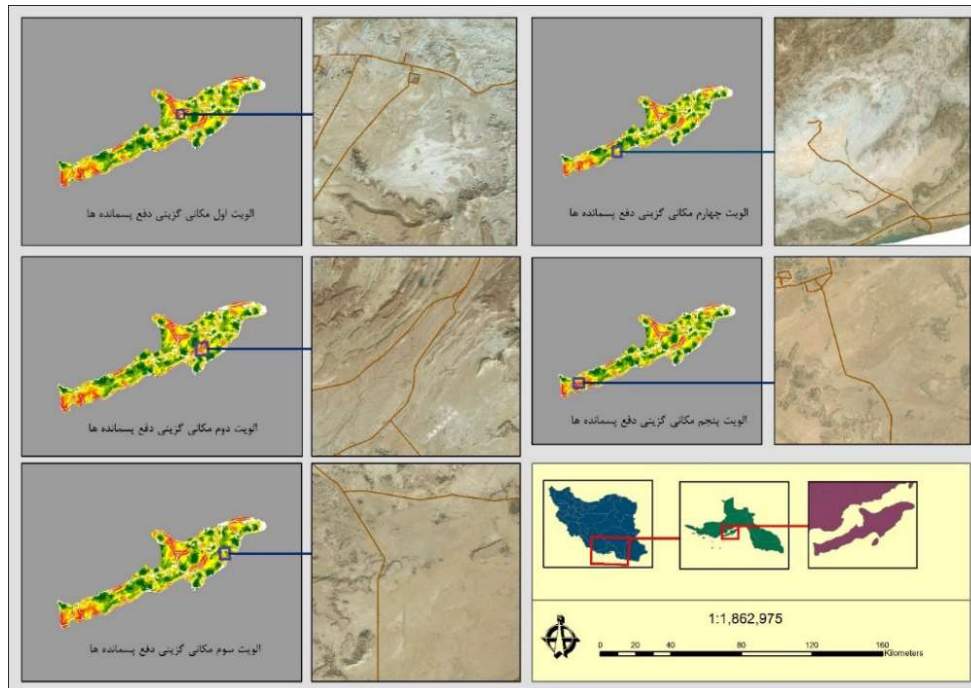 الویت اول مکانی گزینی دفع پسمانده ها
الویت چهارم مکانی گزینی دفع پسمانده ها
الویت دوم مکانی گزینی دفع پسمانده ها
الویت پنجم مکانی گزینی دفع پسمانده ها
الویت سوم مکانی گزینی دفع پسمانده ها
1:1,862,975
0 20 40 80 120 160
Kilometers